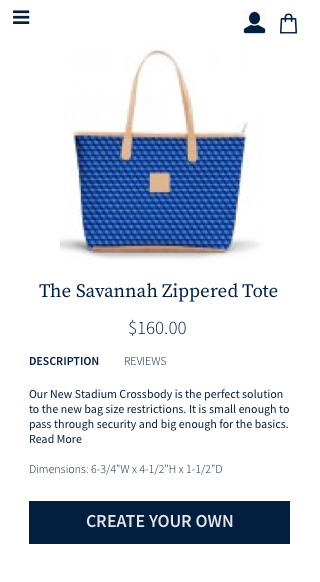 The Savannah Zippered Tote
$160.00
DESCRIPTION REVIEWS
Our New Stadium Crossbody is the perfect solution
to the new bag size restrictions. It is small enough to
pass through security and big enough for the basics.
Read More
Dimensions: 6-3/4"W x 4-1/2"H x 1-1/2"D
CREATE YOUR OWN